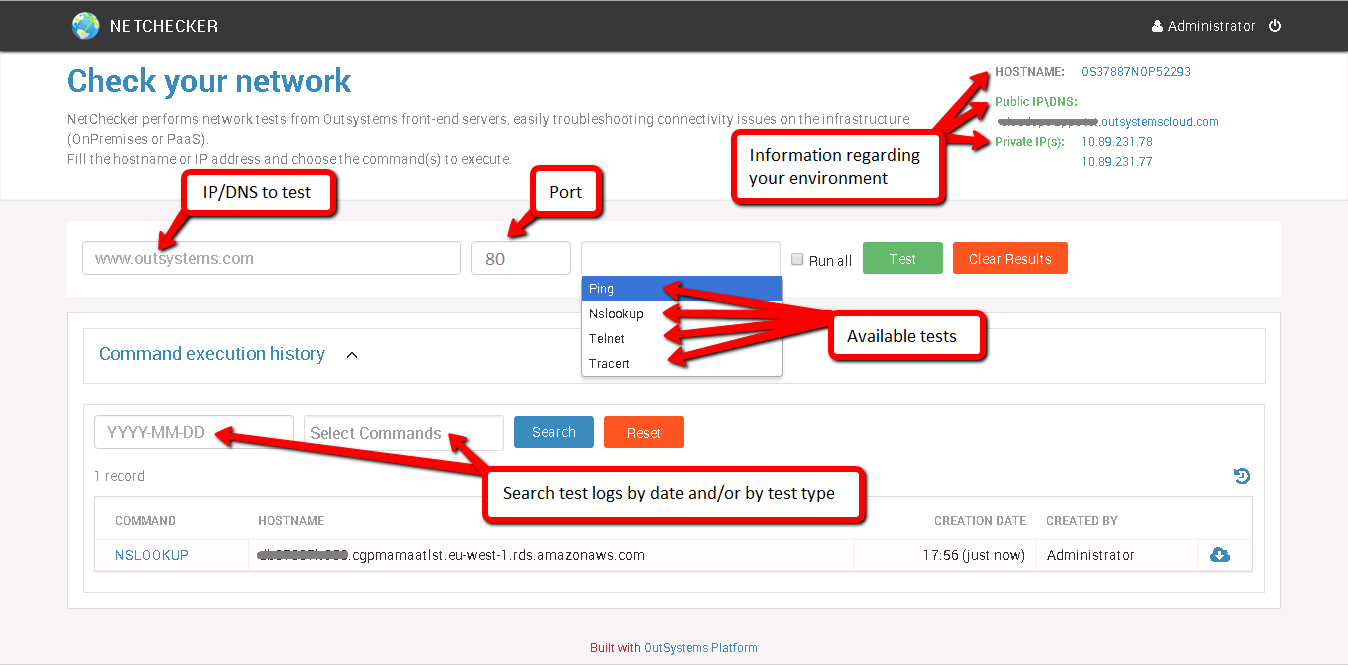 NETCHECKER
Administrator
Check your network
NetChecker performs network tests from Outsystems front-end servers, easily troubleshooting connectivity issues on the infrastructure
(OnPremises or PaaS).
Fill the hostname or IP address and choose the command(s) to execute.
HOSTNAME: OS37887NOP52293
Public IP\DNS:
.outsystemscloud.com
Private IP(s): 10.89.231.78
10.89.231.77
Information regarding
your environment
IP/DNS to test
Port
www.outsystems.com
80
Run all
Test
Clear Results
Ping
Nslookup
Telnet
Tracert
Available tests
Command execution history
YYYY-MM-DD
Select Commands
Search
Reset
Search test logs by date and/or by test type
1 record
COMMAND HOSTNAME CREATION DATE CREATED BY
NSLOOKUP .cgpmamaatlst.eu-west-1.rds.amazonaws.com 17:56 (just now) Administrator
Built with OutSystems Platform